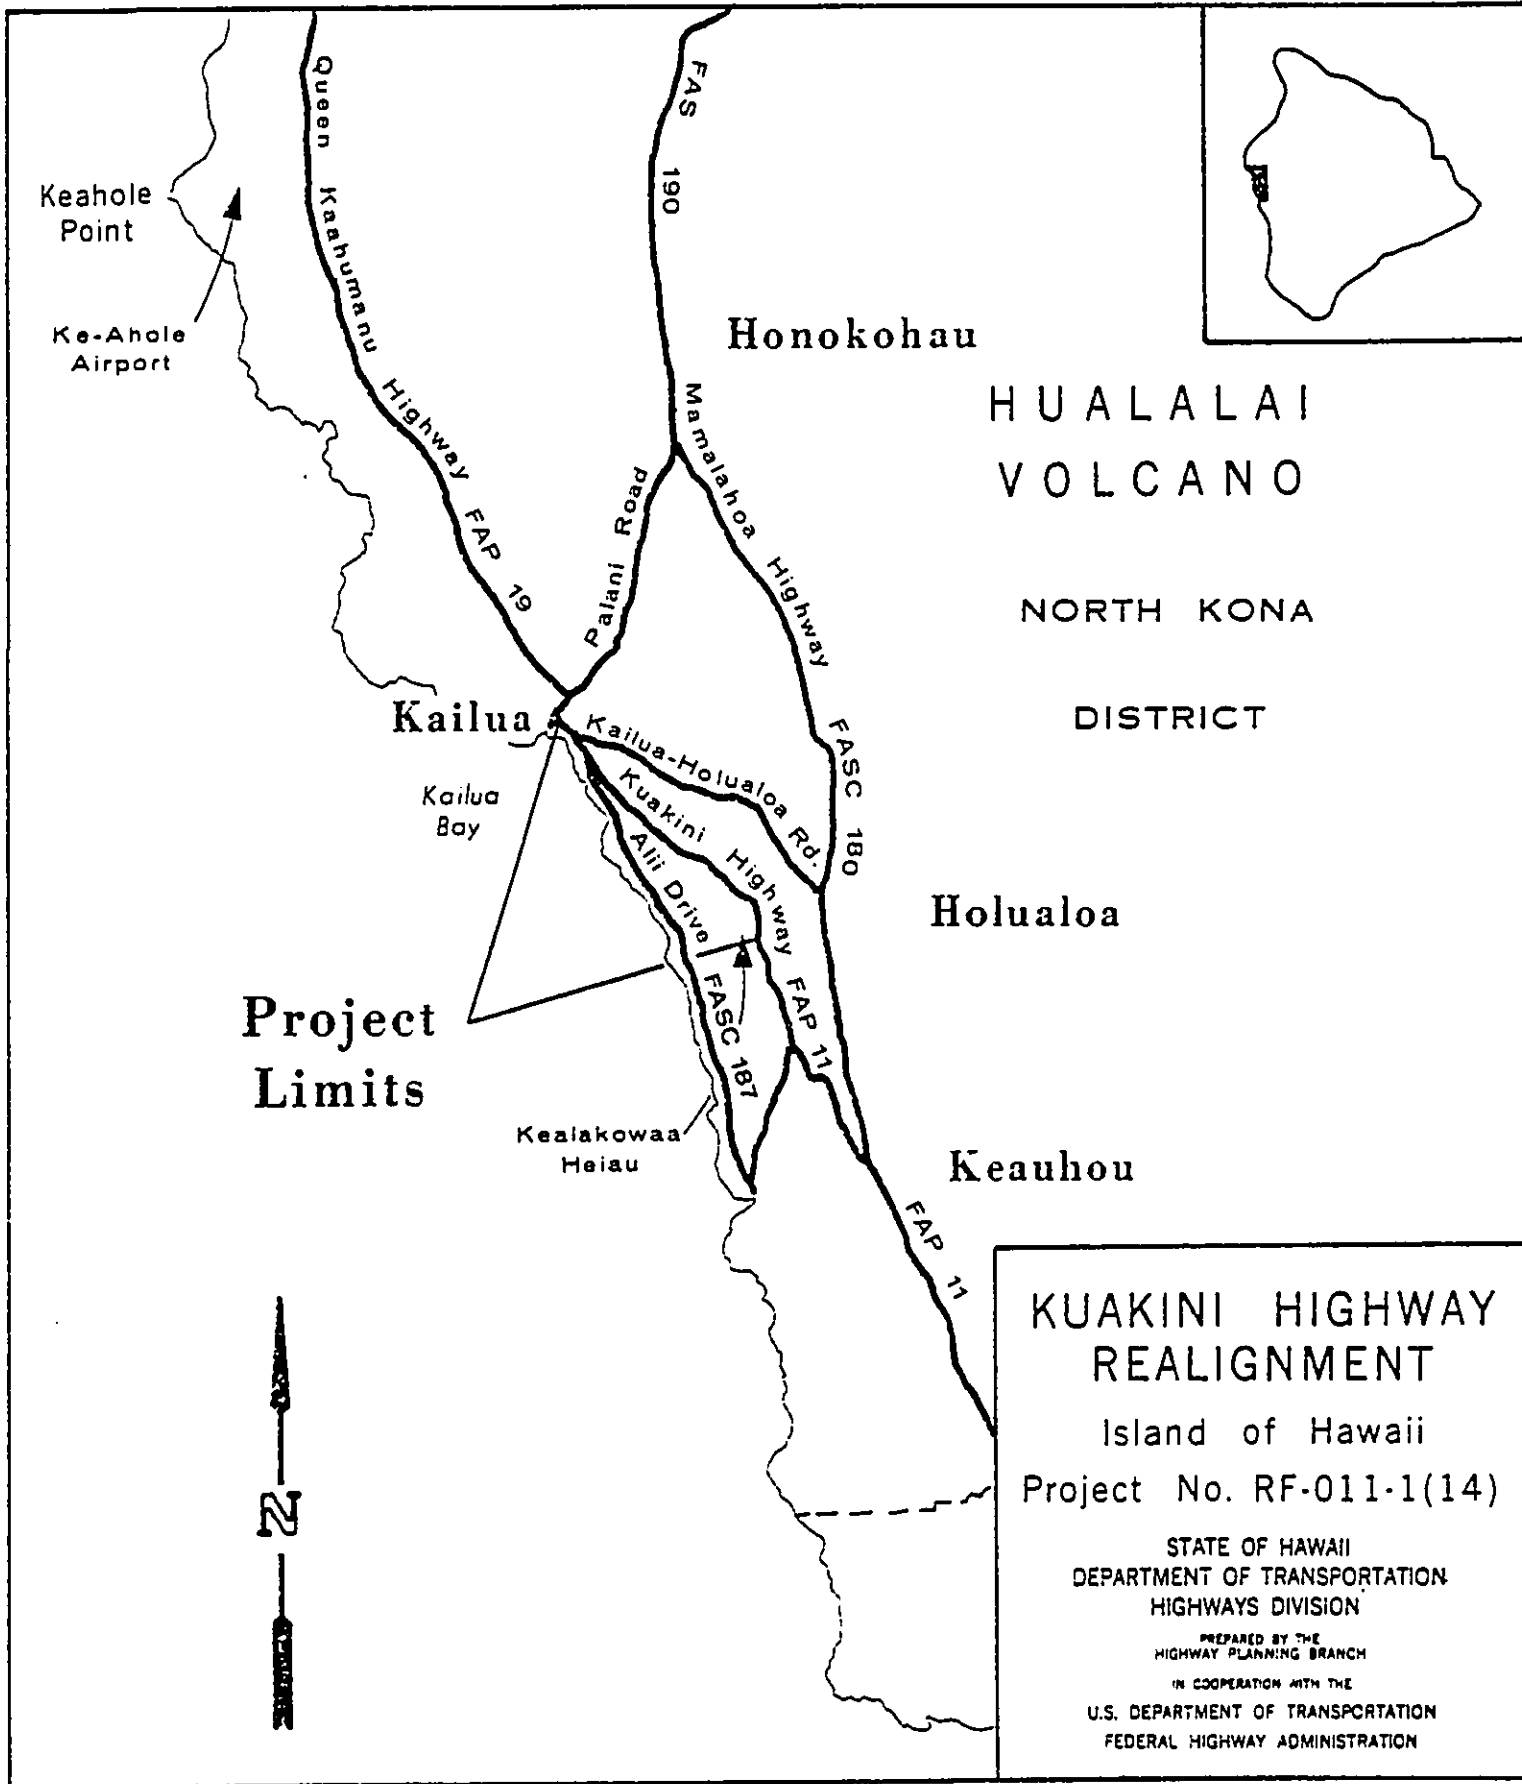 Queen Kaahumanu Highway FAP 19
FAS 190
Keahole
Point
Ke-Ahole
Airport
Honokohau
HUALALAI
VOLCANO
Mamalahoa Highway FASC 180
Palani Road
NORTH KONA
DISTRICT
Kailua
Kailua-Holualoa Rd.
Kailua
Bay
Kuakini Highway FAP 11
Alii Drive FASC 187
Holualoa
Project
Limits
Kealakowaa
Heiau
Keauhou
FAP 11
N
KUAKINI HIGHWAY
REALIGNMENT
Island of Hawaii
Project No. RF-011-1(14)
STATE OF HAWAII
DEPARTMENT OF TRANSPORTATION
HIGHWAYS DIVISION
PREPARED BY THE
HIGHWAY PLANNING BRANCH
IN COOPERATION WITH THE
U.S. DEPARTMENT OF TRANSPORTATION
FEDERAL HIGHWAY ADMINISTRATION